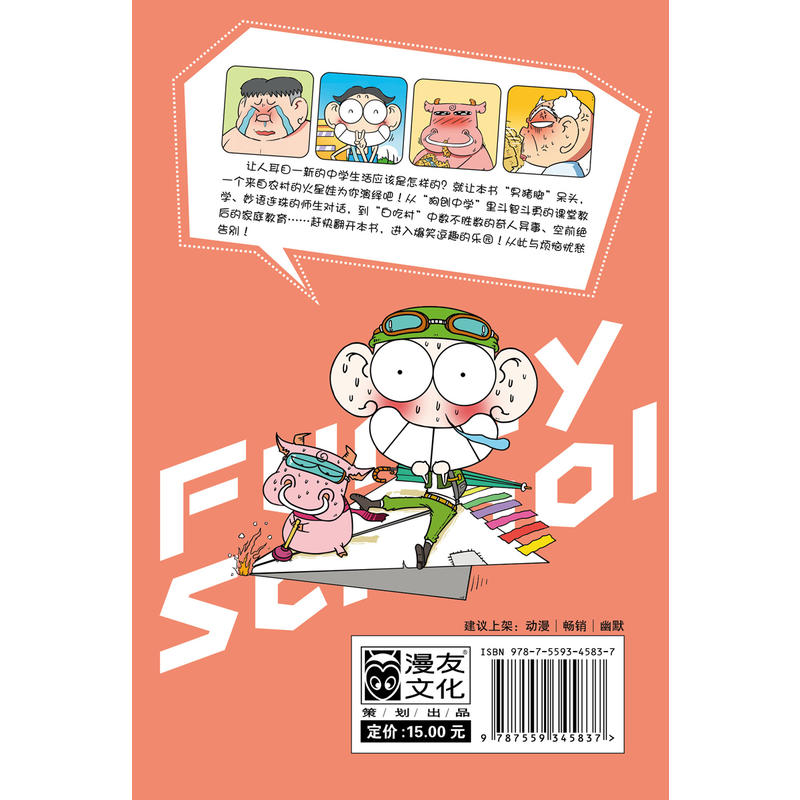 让人耳目一新的中学生活应该是怎样的？就让本书“男猪脚”呆头，
一个来自农村的火星娃为你演绎吧！从“狗创中学”里斗智斗勇的课堂教
学、妙语连珠的师生对话，到“白吃村”中数不胜数的奇人异事、空前绝
后的家庭教育……赶快翻开本书，进入爆笑逗趣的乐园！从此与烦恼忧愁
告别！
建议上架：动漫｜畅销｜幽默
漫友®
文化
策/划/出/品
定价：15.00 元
ISBN 978-7-5593-4583-7
9 787559 345837 >